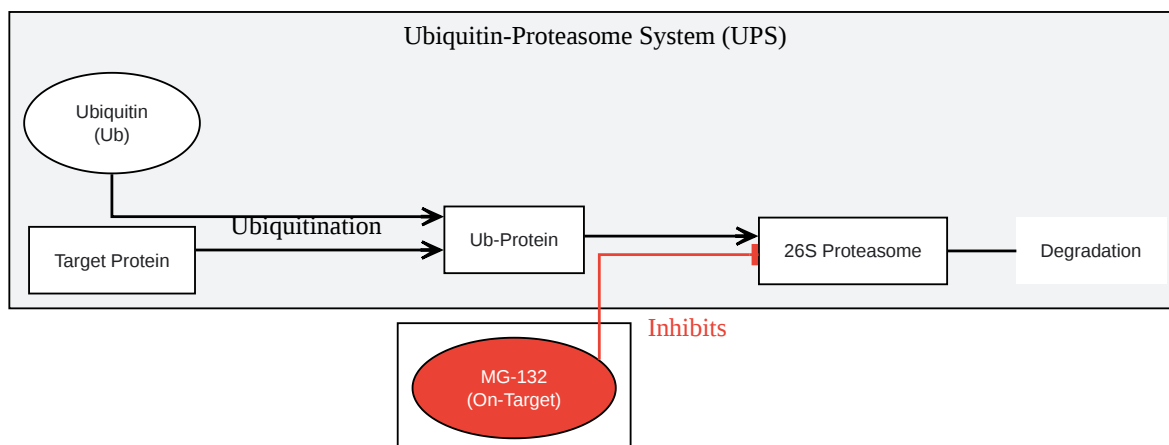 Ubiquitin-Proteasome System (UPS)
Ubiquitin
(Ub)
Ubiquitination
Target Protein
Ub-Protein
26S Proteasome
Degradation
Inhibits
MG-132
(On-Target)